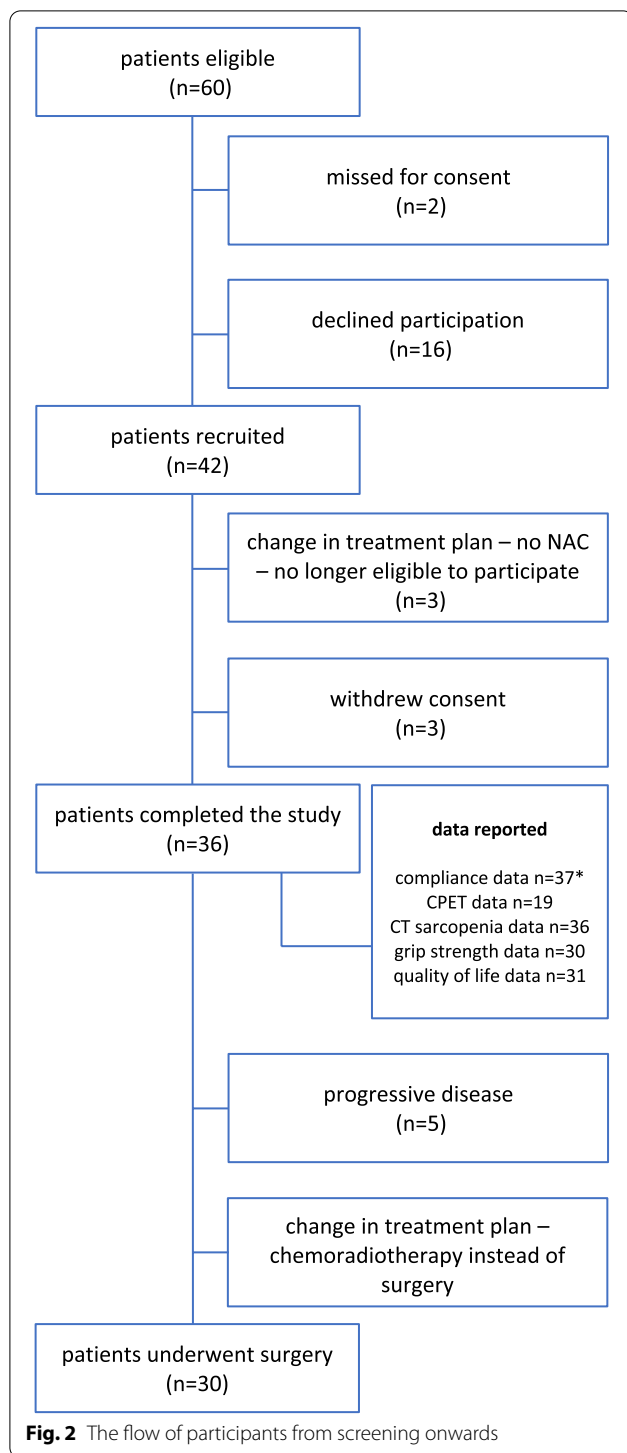 patients eligible
(n=60)
missed for consent
(n=2)
declined participation
(n=16)
patients recruited
(n=42)
change in treatment plan – no NAC
– no longer eligible to participate
(n=3)
withdrew consent
(n=3)
patients completed the study
(n=36)
data reported
compliance data n=37*
CPET data n=19
CT sarcopenia data n=36
grip strength data n=30
quality of life data n=31
progressive disease
(n=5)
change in treatment plan –
chemoradiotherapy instead of
surgery
patients underwent surgery
(n=30)
Fig. 2 The flow of participants from screening onwards